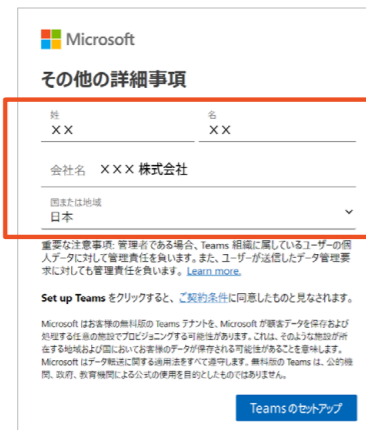 Microsoft
その他の詳細事項
姓 名
×× ××
会社名 ××× 株式会社
国または地域
日本
重要な注意事項: 管理者である場合、Teams 組織に属しているユーザーの個
人データに対して管理責任を負います。また、ユーザーが送信したデータ管理要
求に対しても管理責任を負います。 Learn more.
Set up Teams をクリックすると、ご契約条件に同意したものと見なされます。
Microsoft はお客様の無料版の Teams テナントを、Microsoft が顧客データを保存および
処理する任意の施設でプロビジョニングする可能性があります。これは、そのような施設が所
在する地域および国においてお客様のデータが保存される可能性があることを意味します。
Microsoft はデータ転送に関する適用法をすべて遵守します。無料版の Teams は、公的機
関、政府、教育機関による公式の使用を目的としたものではありません。
Teams のセットアップ